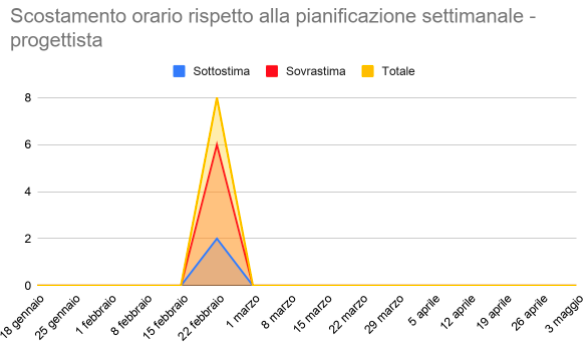 Scostamento orario rispetto alla pianificazione settimanale -
progettista
Sottostima Sovrastima Totale
8
6
4
2
0
18 gennaio
25 gennaio
1 febbraio
8 febbraio
15 febbraio
22 febbraio
1 marzo
8 marzo
15 marzo
22 marzo
29 marzo
5 aprile
12 aprile
19 aprile
26 aprile
3 maggio